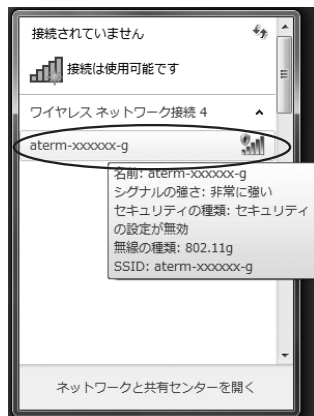 接続されていません
接続は使用可能です
ワイヤレス ネットワーク接続 4
aterm-xxxxxx-g
名前: aterm-xxxxxx-g
シグナルの強さ: 非常に強い
セキュリティの種類: セキュリティ
の設定が無効
無線の種類: 802.11g
SSID: aterm-xxxxxx-g
ネットワークと共有センターを開く